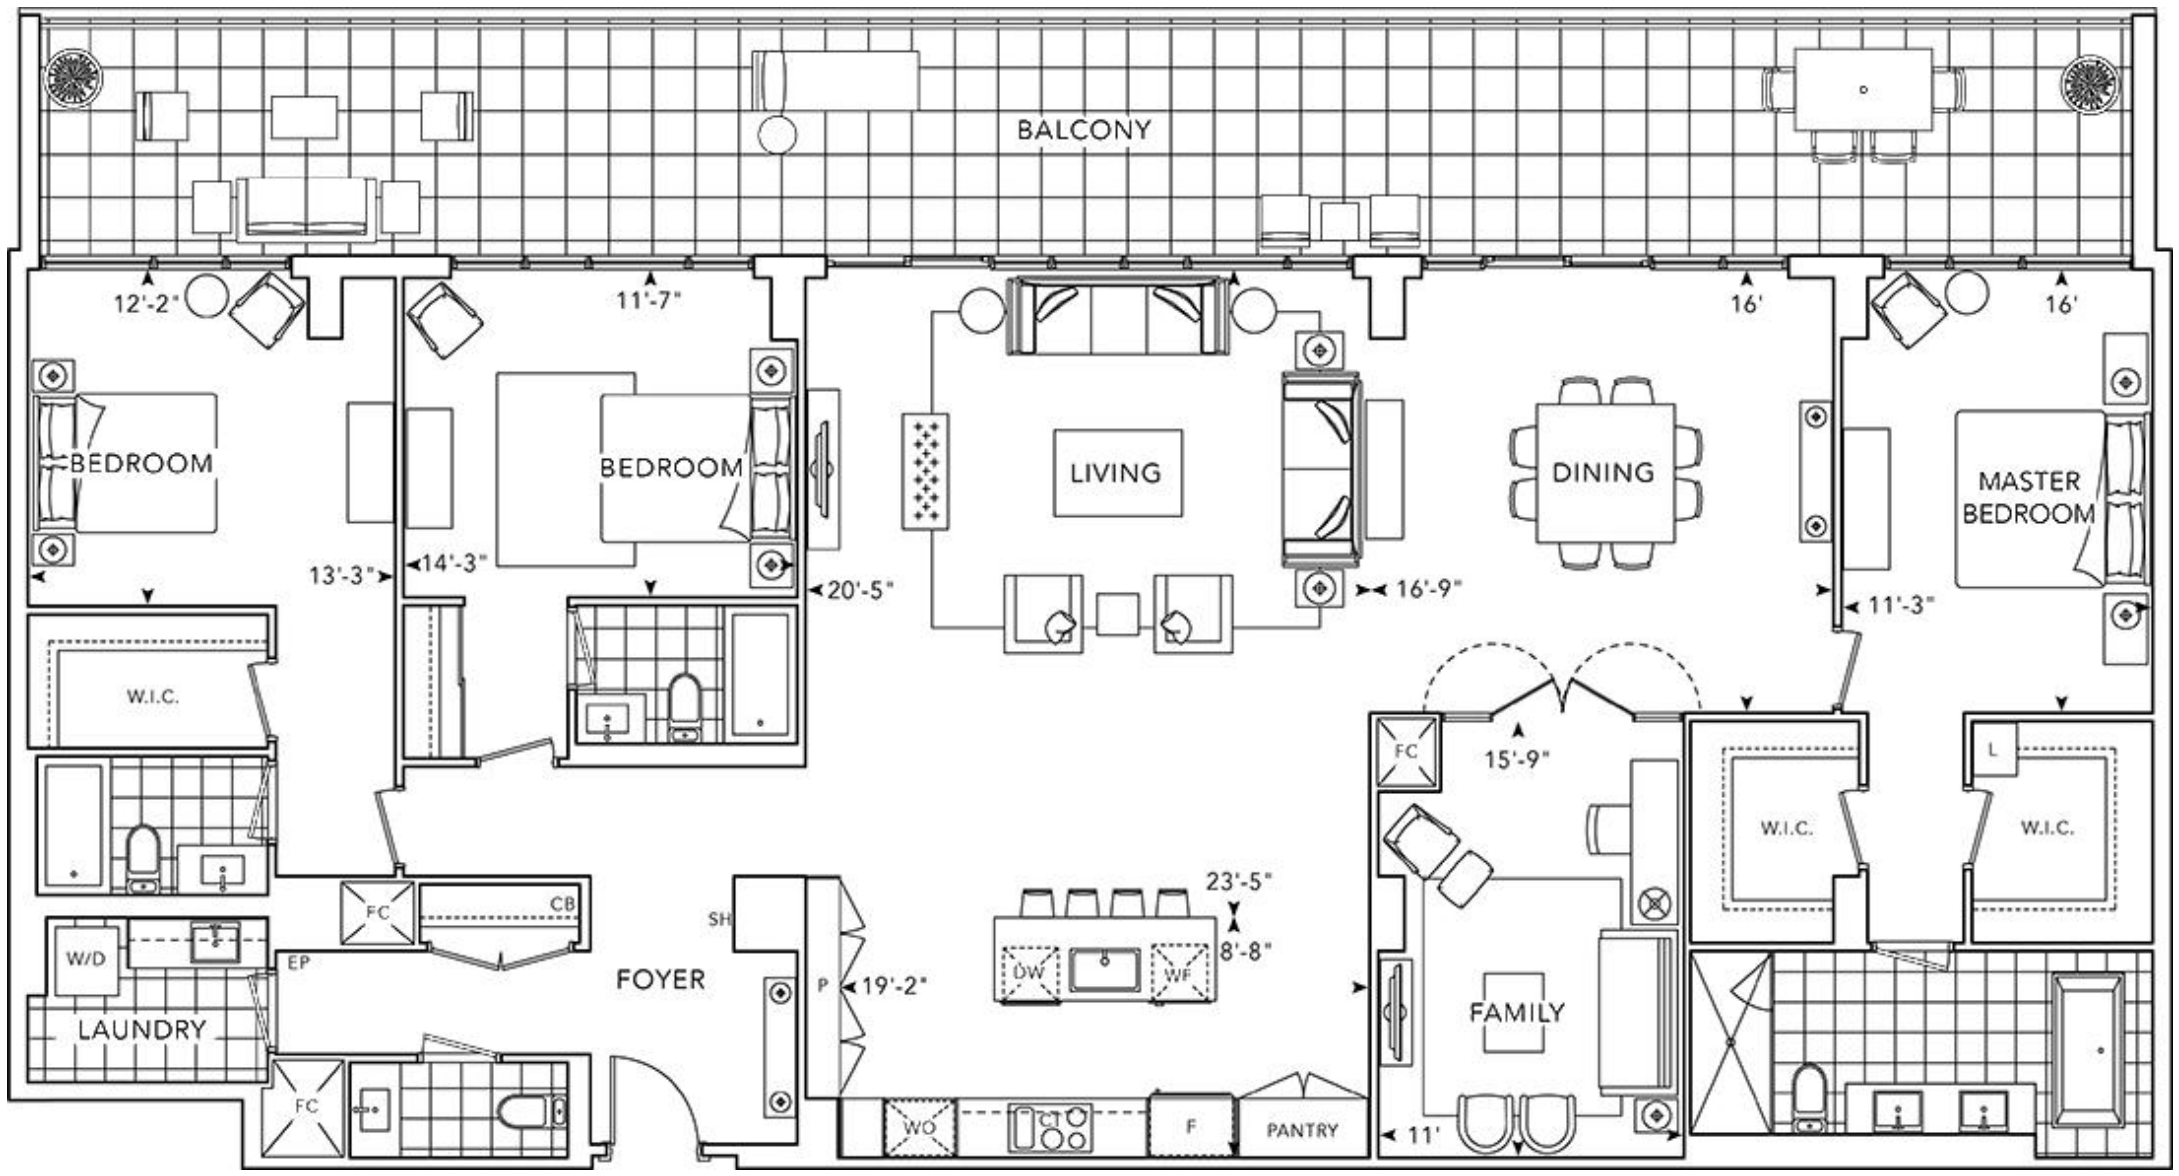 BALCONY
12'-2"
11'-7"
16'
16'
BEDROOM
BEDROOM
LIVING
DINING
MASTER
BEDROOM
13'-3"
14'-3"
20'-5"
16'-9"
11'-3"
W.I.C.
FC
15'-9"
L
W.I.C.
W.I.C.
23'-5"
8'-8"
FC
CB
SH
W/D
EP
FOYER
P
19'-2"
DW
WF
LAUNDRY
FAMILY
FC
WO
CT
F
PANTRY
11'